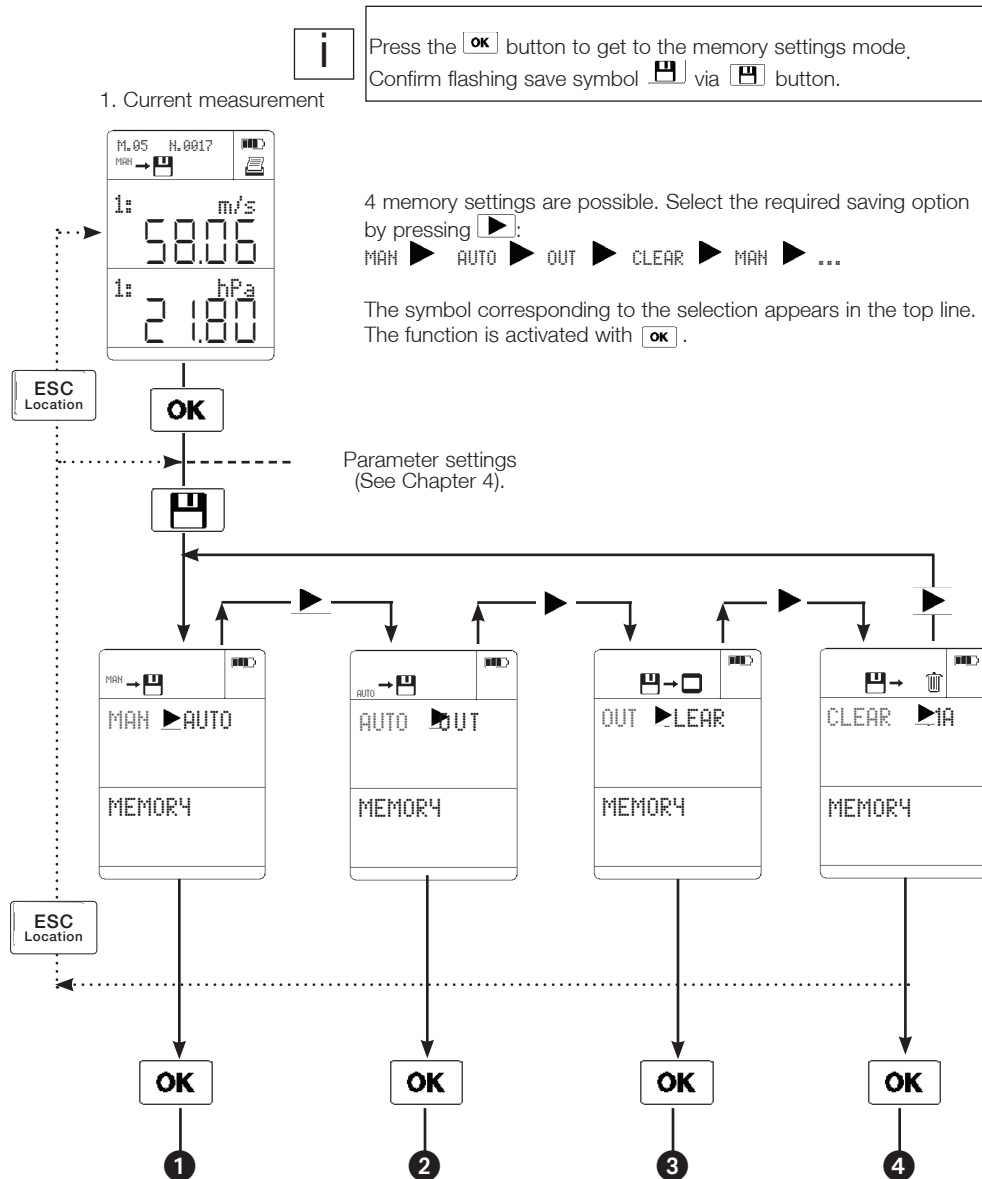 i
Press the OK button to get to the memory settings mode.
Confirm flashing save symbol via button.
1. Current measurement
M.05 N.0017
MAN
1: m/s
58.06
1: hPa
21.80
4 memory settings are possible. Select the required saving option
by pressing ▶:
MAN ▶ AUTO ▶ OUT ▶ CLEAR ▶ MAN ▶ ...
The symbol corresponding to the selection appears in the top line.
The function is activated with OK .
ESC
Location
OK
Parameter settings
(See Chapter 4).
MAN
MAN ▶AUTO
MEMORY
AUTO
AUTO ▶OUT
MEMORY
OUT ▶LEAR
MEMORY
CLEAR ▶MA
MEMORY
ESC
Location
OK OK OK OK
1 2 3 4